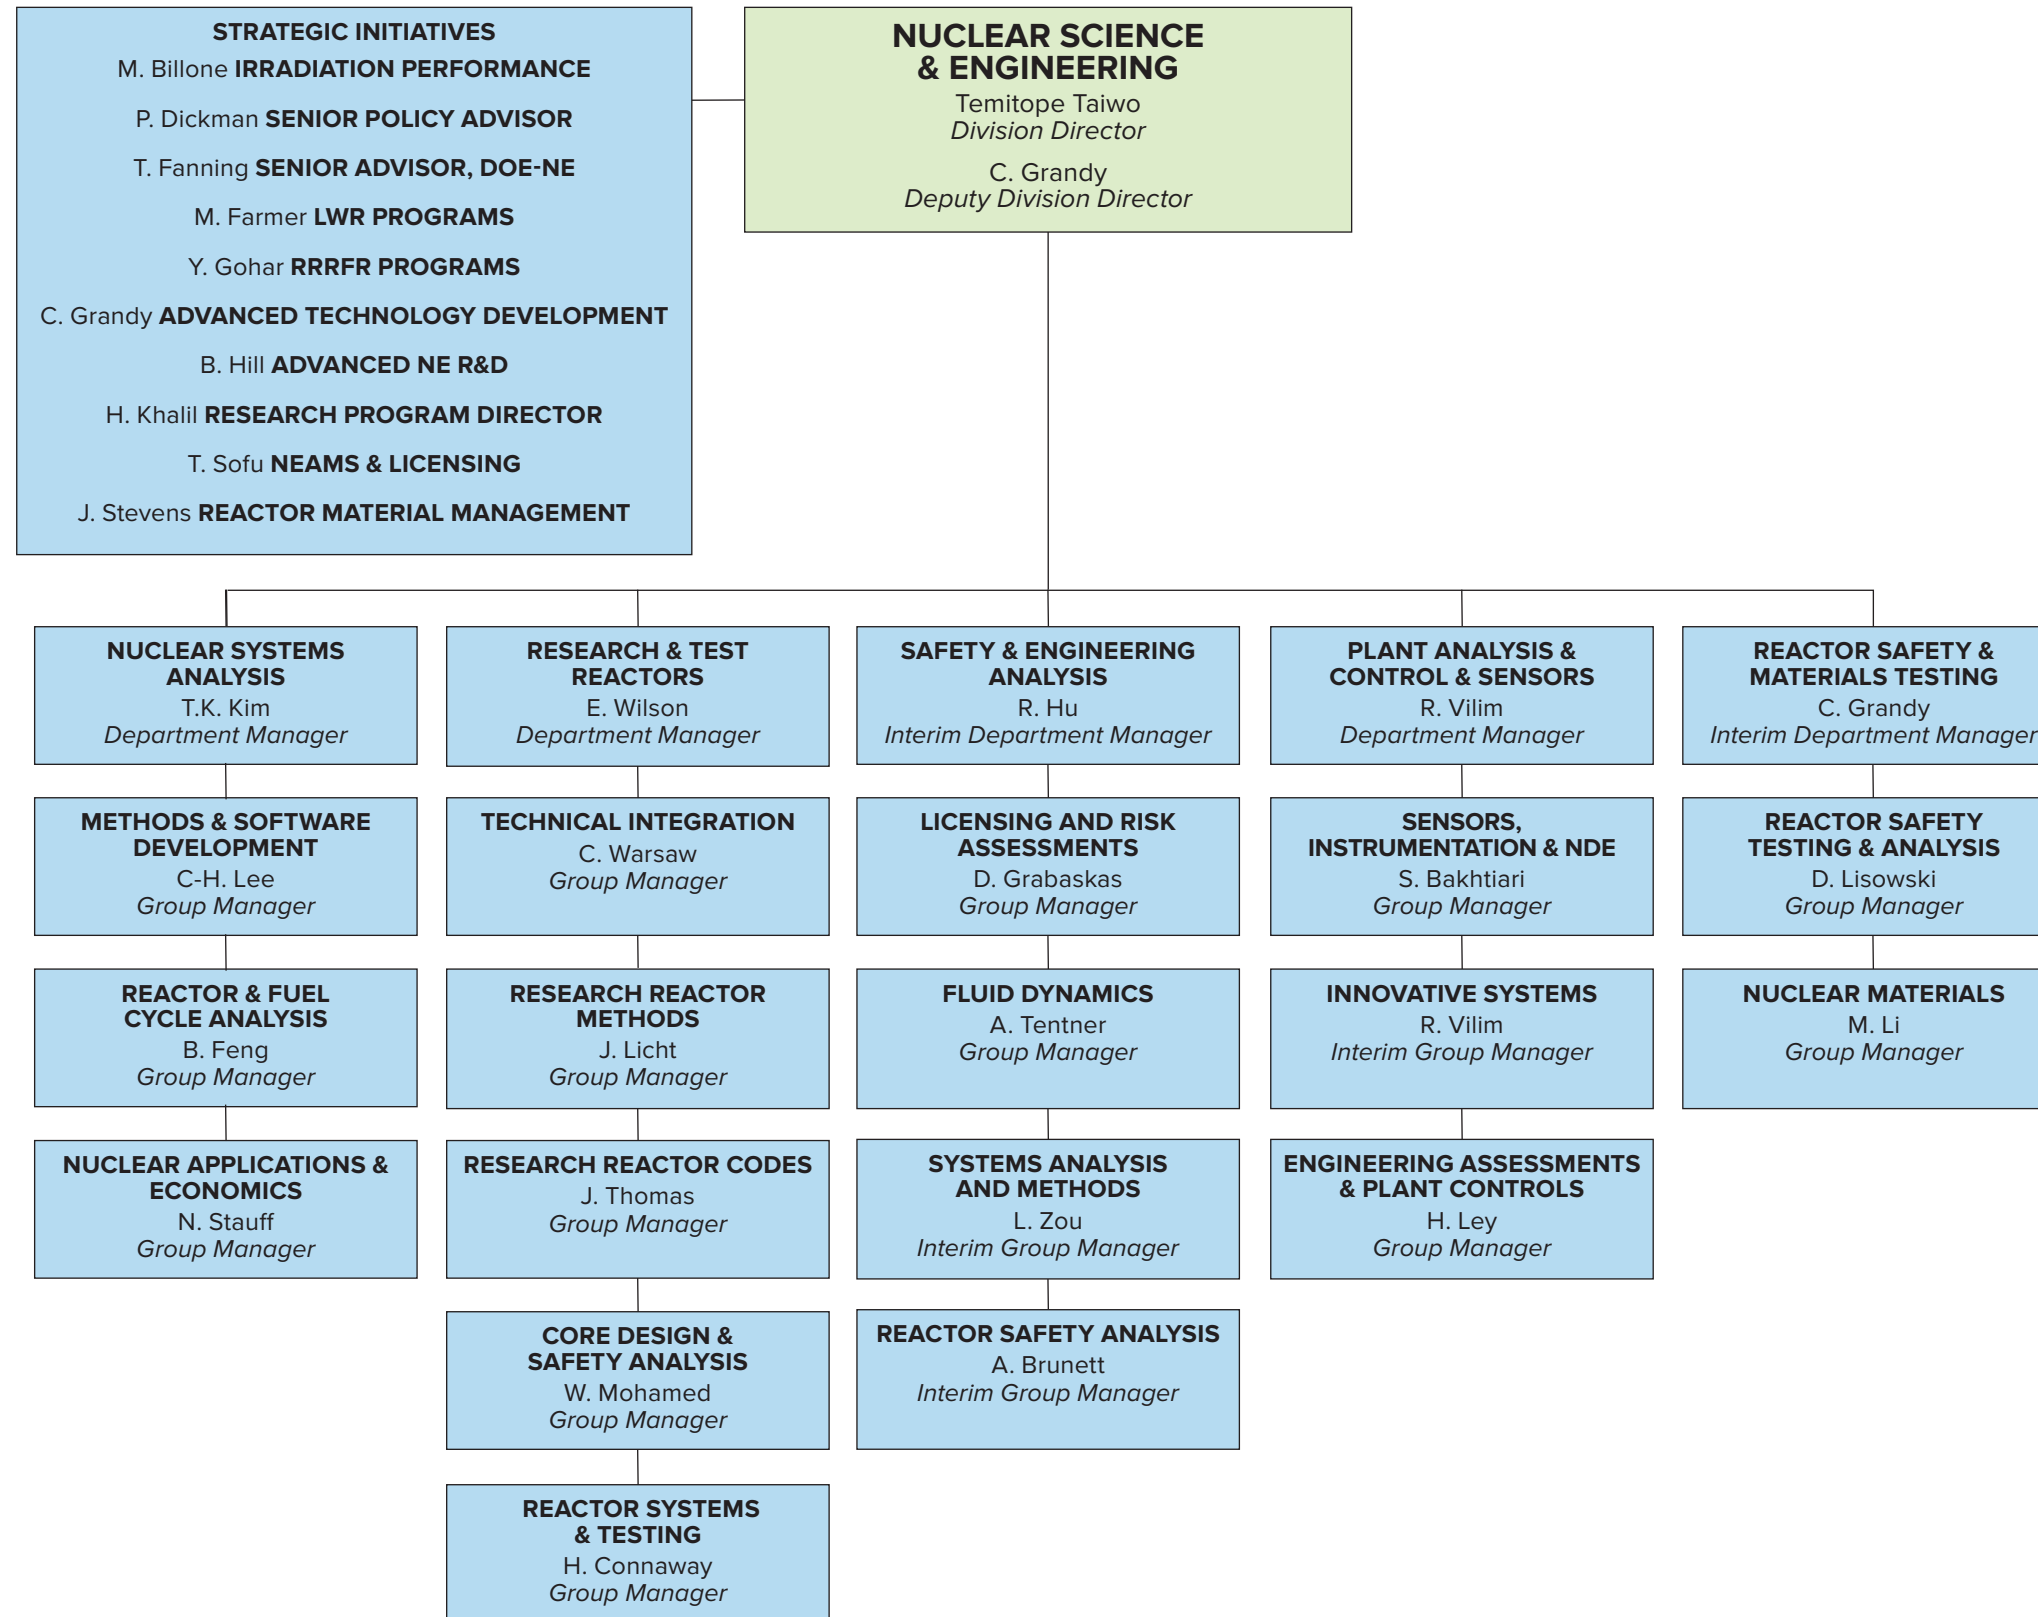 STRATEGIC INITIATIVES
M. Billone IRRADIATION PERFORMANCE
P. Dickman SENIOR POLICY ADVISOR
T. Fanning SENIOR ADVISOR, DOE-NE
M. Farmer LWR PROGRAMS
Y. Gohar RRRFR PROGRAMS
C. Grandy ADVANCED TECHNOLOGY DEVELOPMENT
B. Hill ADVANCED NE R&D
H. Khalil RESEARCH PROGRAM DIRECTOR
T. Sofu NEAMS & LICENSING
J. Stevens REACTOR MATERIAL MANAGEMENT
NUCLEAR SCIENCE
& ENGINEERING
Temitope Taiwo
Division Director
C. Grandy
Deputy Division Director
NUCLEAR SYSTEMS
ANALYSIS
T.K. Kim
Department Manager
METHODS & SOFTWARE
DEVELOPMENT
C-H. Lee
Group Manager
REACTOR & FUEL
CYCLE ANALYSIS
B. Feng
Group Manager
NUCLEAR APPLICATIONS &
ECONOMICS
N. Stauff
Group Manager
RESEARCH & TEST
REACTORS
E. Wilson
Department Manager
TECHNICAL INTEGRATION
C. Warsaw
Group Manager
RESEARCH REACTOR
METHODS
J. Licht
Group Manager
RESEARCH REACTOR CODES
J. Thomas
Group Manager
CORE DESIGN &
SAFETY ANALYSIS
W. Mohamed
Group Manager
REACTOR SYSTEMS
& TESTING
H. Connaway
Group Manager
SAFETY & ENGINEERING
ANALYSIS
R. Hu
Interim Department Manager
LICENSING AND RISK
ASSESSMENTS
D. Grabaskas
Group Manager
FLUID DYNAMICS
A. Tentner
Group Manager
SYSTEMS ANALYSIS
AND METHODS
L. Zou
Interim Group Manager
REACTOR SAFETY ANALYSIS
A. Brunett
Interim Group Manager
PLANT ANALYSIS &
CONTROL & SENSORS
R. Vilim
Department Manager
SENSORS,
INSTRUMENTATION & NDE
S. Bakhtiari
Group Manager
INNOVATIVE SYSTEMS
R. Vilim
Interim Group Manager
ENGINEERING ASSESSMENTS
& PLANT CONTROLS
H. Ley
Group Manager
REACTOR SAFETY &
MATERIALS TESTING
C. Grandy
Interim Department Manager
REACTOR SAFETY
TESTING & ANALYSIS
D. Lisowski
Group Manager
NUCLEAR MATERIALS
M. Li
Group Manager